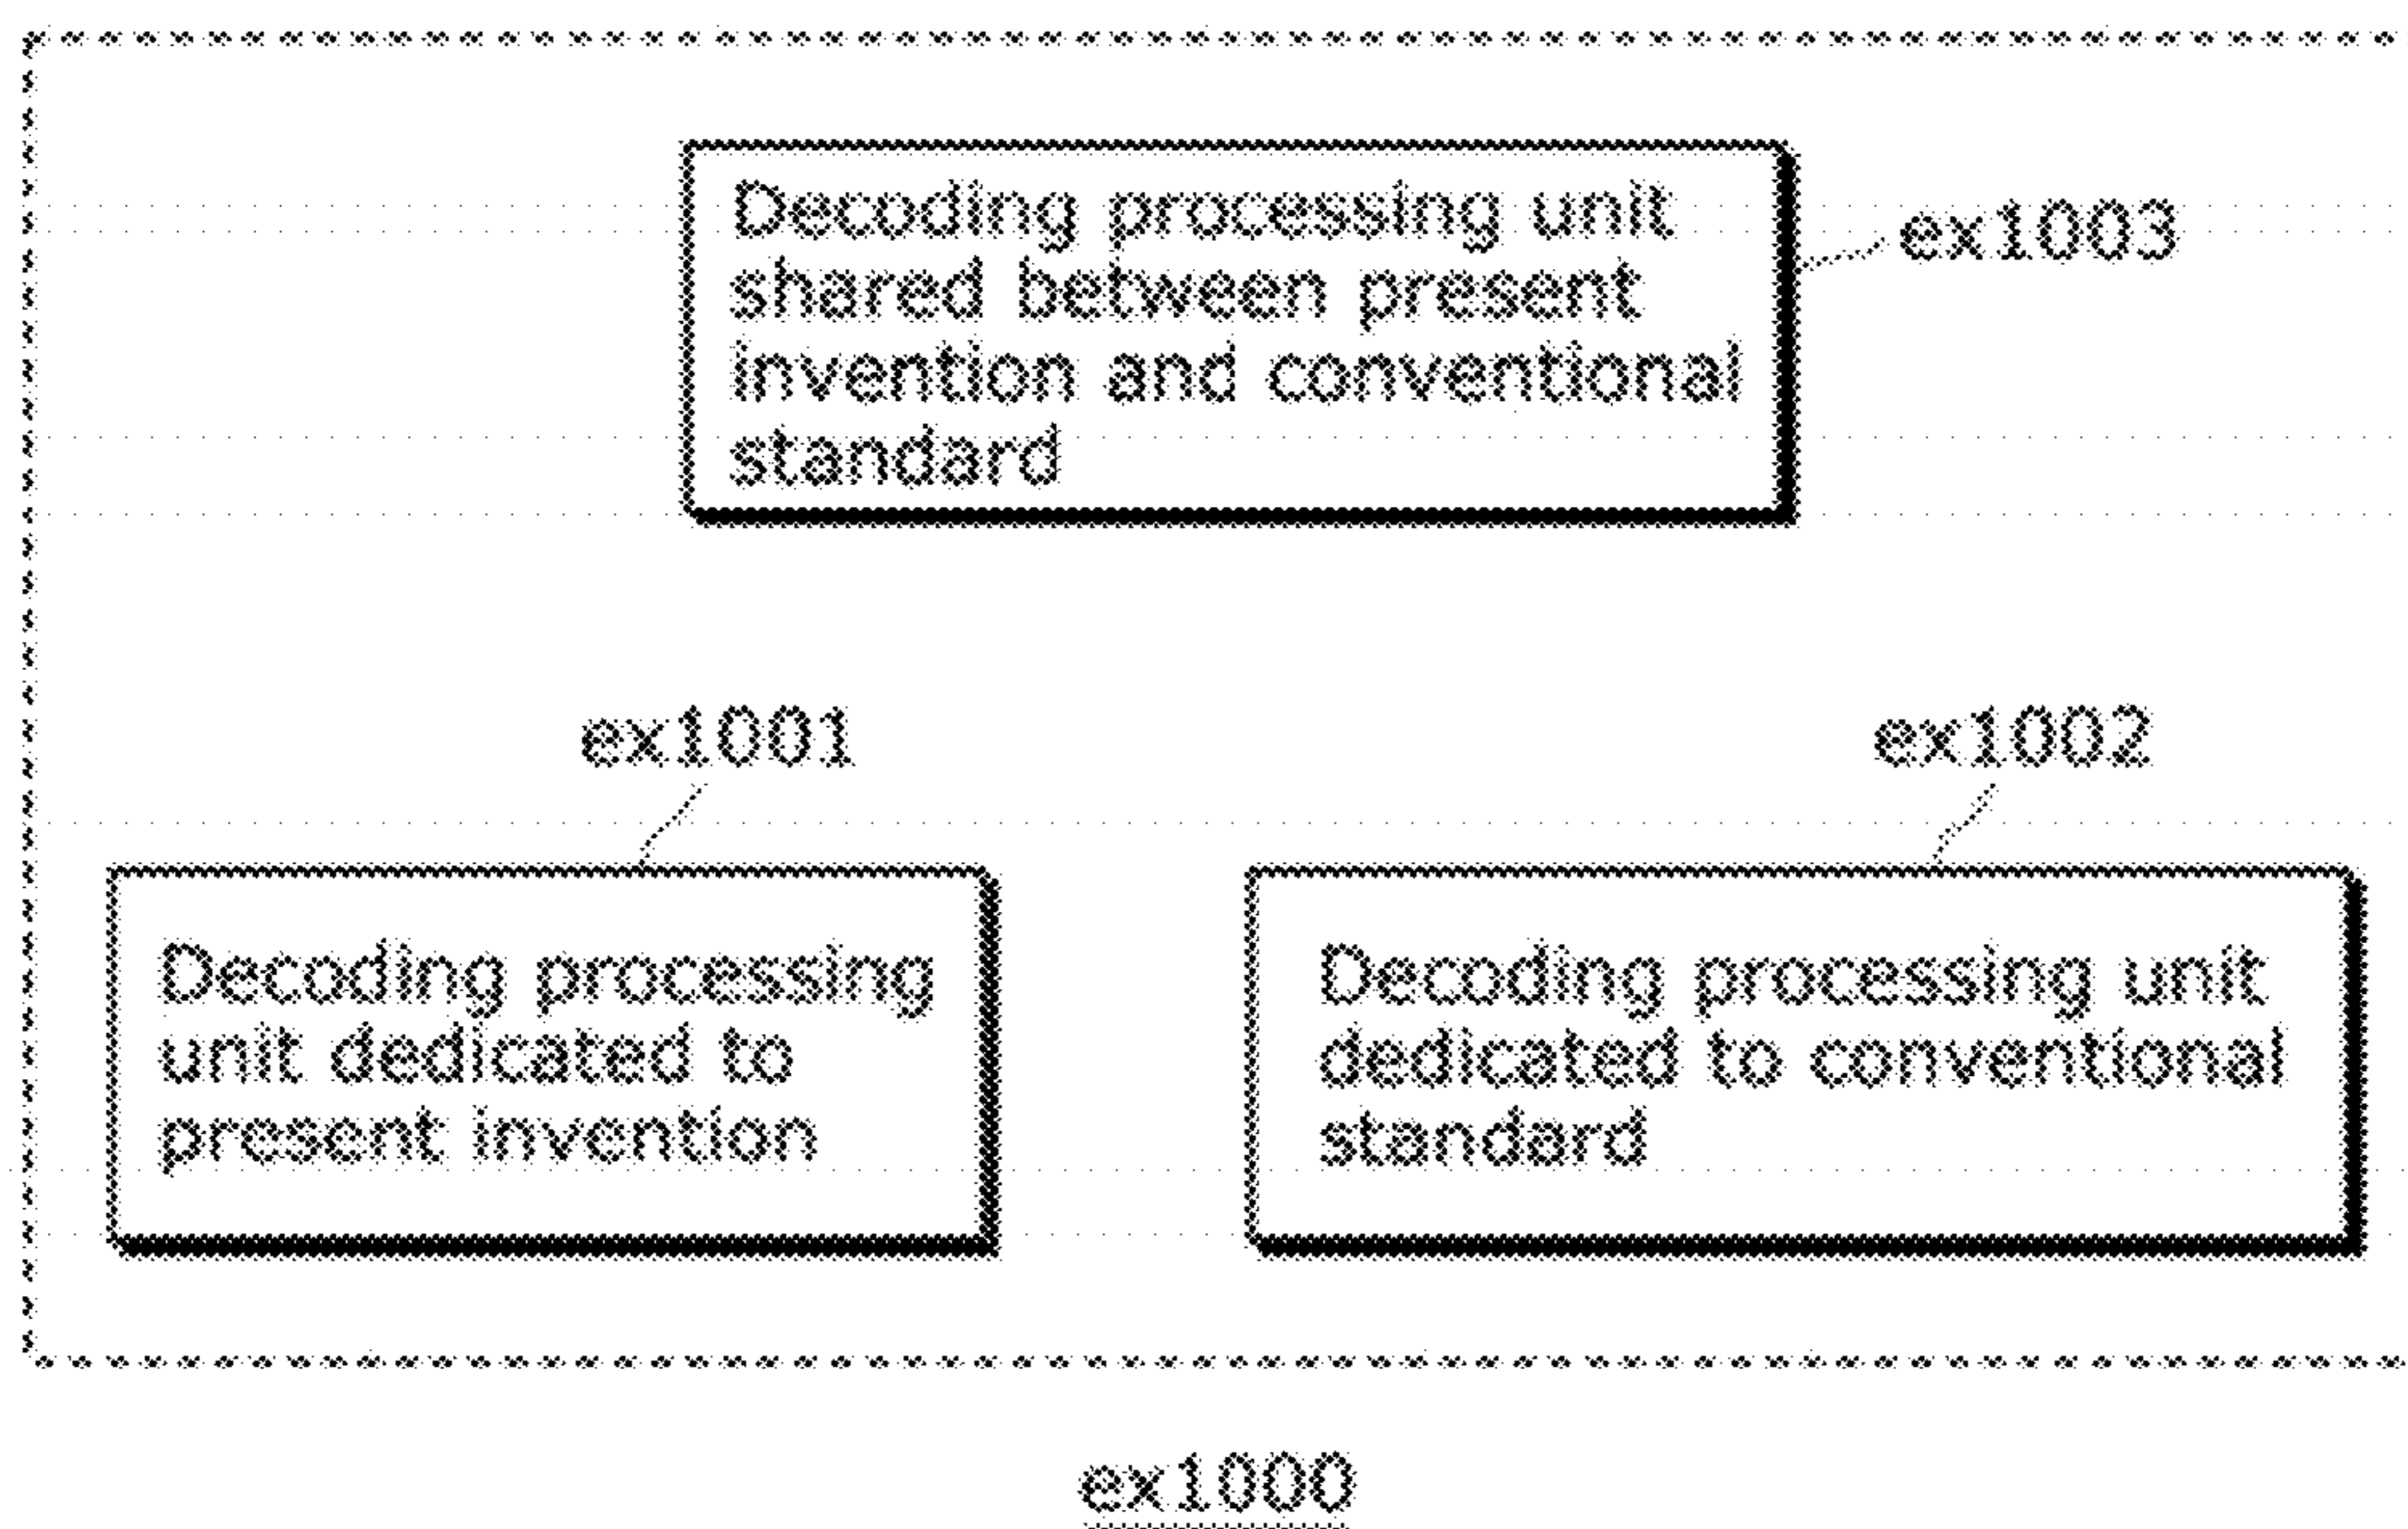 Decoding processing unit
shared between present
invention and conventional
standard
ex1003
ex1001
ex1002
Decoding processing
unit dedicated to
present invention
Decoding processing unit
dedicated to conventional
standard
ex1000